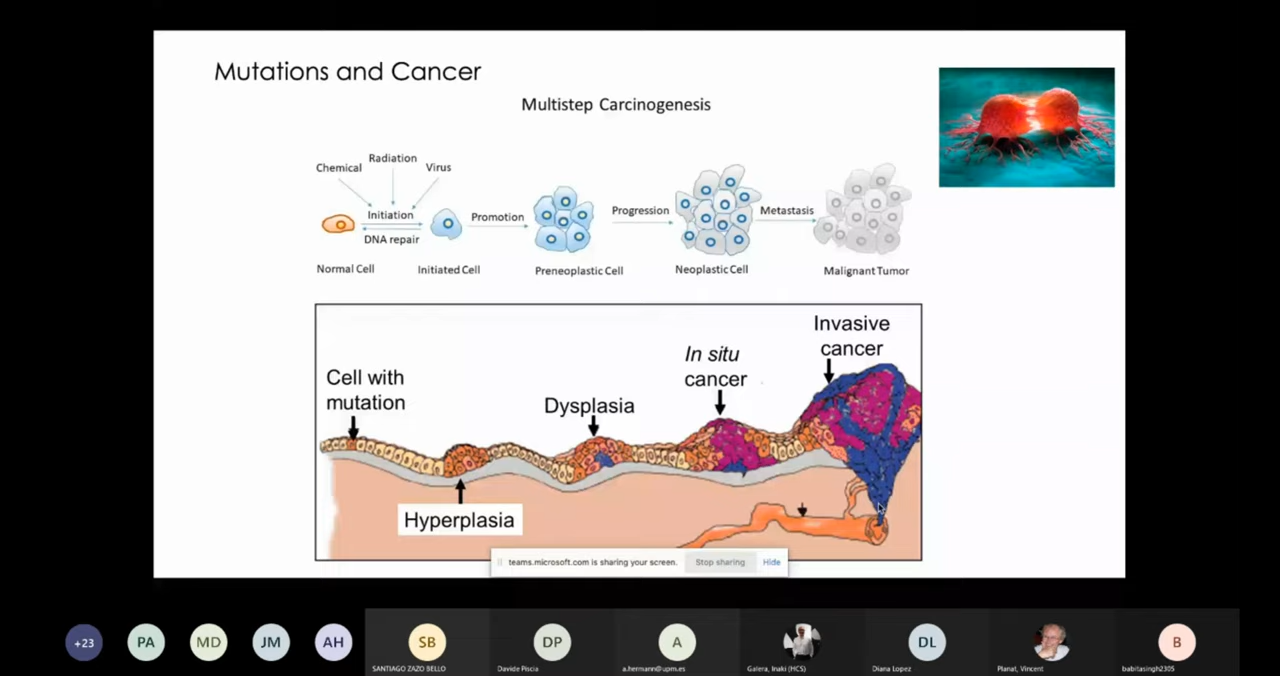 Mutations and Cancer
Multistep Carcinogenesis
Radiation
Chemical
Virus
Initiation
Promotion
Progression
Metastasis
DNA repair
Normal Cell
Initiated Cell
Preneoplastic Cell
Neoplastic Cell
Malignant Tumor
Invasive
cancer
In situ
cancer
Cell with
mutation
Dysplasia
Hyperplasia
teams.microsoft.com is sharing your screen.
Stop sharing
Hide
+23
PA
MD
JM
AH
SB
DP
A
DL
B
SANTIAGO ZAZO BELLO
Davide Piscia
a.hermann@upm.es
Galera, Inaki (HCS)
Diana Lopez
Planat, Vincent
babitasingh2305